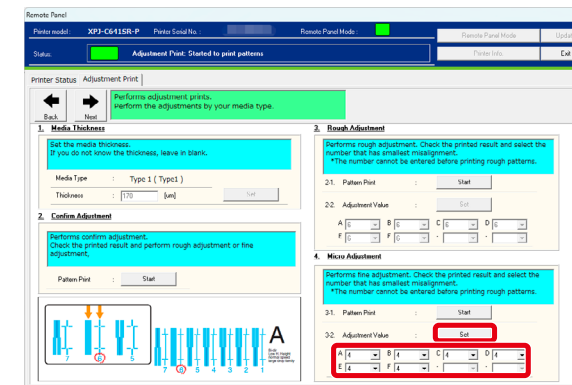 Remote Panel
Printer model : XPJ-C641SR-P Printer Serial No. : Remote Panel Mode :
Remote Panel Mode Updat
Status: Adjustment Print: Started to print patterns
Printer Info. Exit
Printer Status Adjustment Print
Back Next
Performs adjustment prints.
Perform the adjustments by your media type.
1. Media Thickness
Set the media thickness.
If you do not know the thickness, leave in blank.
Media Type : Type 1 ( Type1 )
Thickness : 170 [um] Set
2. Confirm Adjustment
Performs confirm adjustment.
Check the printed result and perform rough adjustment or fine
adjustment,
Pattern Print : Start
7 6 5
7 6 5 4 3 2 1
A
3. Rough Adjustment
Performs rough adjustment. Check the printed result and select the
number that has smallest misalignment.
*The number cannot be entered before printing rough patterns.
2-1. Pattern Print : Start
2-2. Adjustment Value : Set
A 6 B 6 C 6 D 6
E 6 F 6 - -
4. Micro Adjustment
Performs fine adjustment. Check the printed result and select the
number that has smallest misalignment.
*The number cannot be entered before printing rough patterns.
3-1. Pattern Print : Start
3-2. Adjustment Value : Set
A 4 B 4 C 4 D 4
E 4 F 4 - -